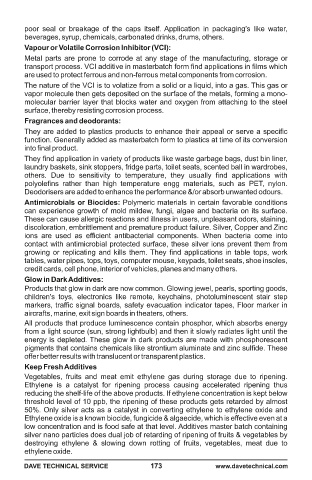 poor seal or breakage of the caps itself. Application in packaging's like water,
beverages, syrup, chemicals, carbonated drinks, drums, others.
Vapour or Volatile Corrosion Inhibitor (VCI):
Metal parts are prone to corrode at any stage of the manufacturing, storage or
transport process. VCI additive in masterbatch form find applications in films which
are used to protect ferrous and non-ferrous metal components from corrosion.
The nature of the VCI is to volatize from a solid or a liquid, into a gas. This gas or
vapor molecule then gets deposited on the surface of the metals, forming a mono-
molecular barrier layer that blocks water and oxygen from attaching to the steel
surface, thereby resisting corrosion process.
Fragrances and deodorants:
They are added to plastics products to enhance their appeal or serve a specific
function. Generally added as masterbatch form to plastics at time of its conversion
into final product.
They find application in variety of products like waste garbage bags, dust bin liner,
laundry baskets, sink stoppers, fridge parts, toilet seats, scented ball in wardrobes,
others. Due to sensitivity to temperature, they usually find applications with
polyolefins rather than high temperature engg materials, such as PET, nylon.
Deodorisers are added to enhance the performance &/or absorb unwanted odours.
Antimicrobials or Biocides: Polymeric materials in certain favorable conditions
can experience growth of mold mildew, fungi, algae and bacteria on its surface.
These can cause allergic reactions and illness in users, unpleasant odors, staining,
discoloration, embrittlement and premature product failure. Silver, Copper and Zinc
ions are used as efficient antibacterial components. When bacteria come into
contact with antimicrobial protected surface, these silver ions prevent them from
growing or replicating and kills them. They find applications in table tops, work
tables, water pipes, tops, toys, computer mouse, keypads, toilet seats, shoe insoles,
credit cards, cell phone, interior of vehicles, planes and many others.
Glow in Dark Additives:
Products that glow in dark are now common. Glowing jewel, pearls, sporting goods,
children's toys, electronics like remote, keychains, photoluminescent stair step
markers, traffic signal boards, safety evacuation indicator tapes, Floor marker in
aircrafts, marine, exit sign boards in theaters, others.
All products that produce luminescence contain phosphor, which absorbs energy
from a light source (sun, strong lightbulb) and then it slowly radiates light until the
energy is depleted. These glow in dark products are made with phosphorescent
pigments that contains chemicals like strontium aluminate and zinc sulfide. These
offer better results with translucent or transparent plastics.
Keep Fresh Additives
Vegetables, fruits and meat emit ethylene gas during storage due to ripening.
Ethylene is a catalyst for ripening process causing accelerated ripening thus
reducing the shelf-life of the above products. If ethylene concentration is kept below
threshold level of 10 ppb, the ripening of these products gets retarded by almost
50%. Only silver acts as a catalyst in converting ethylene to ethylene oxide and
Ethylene oxide is a known biocide, fungicide & algaecide, which is effective even at a
low concentration and is food safe at that level. Additives master batch containing
silver nano particles does dual job of retarding of ripening of fruits & vegetables by
destroying ethylene & slowing down rotting of fruits, vegetables, meat due to
ethylene oxide.
DAVE TECHNICAL SERVICE 173 www.davetechnical.com